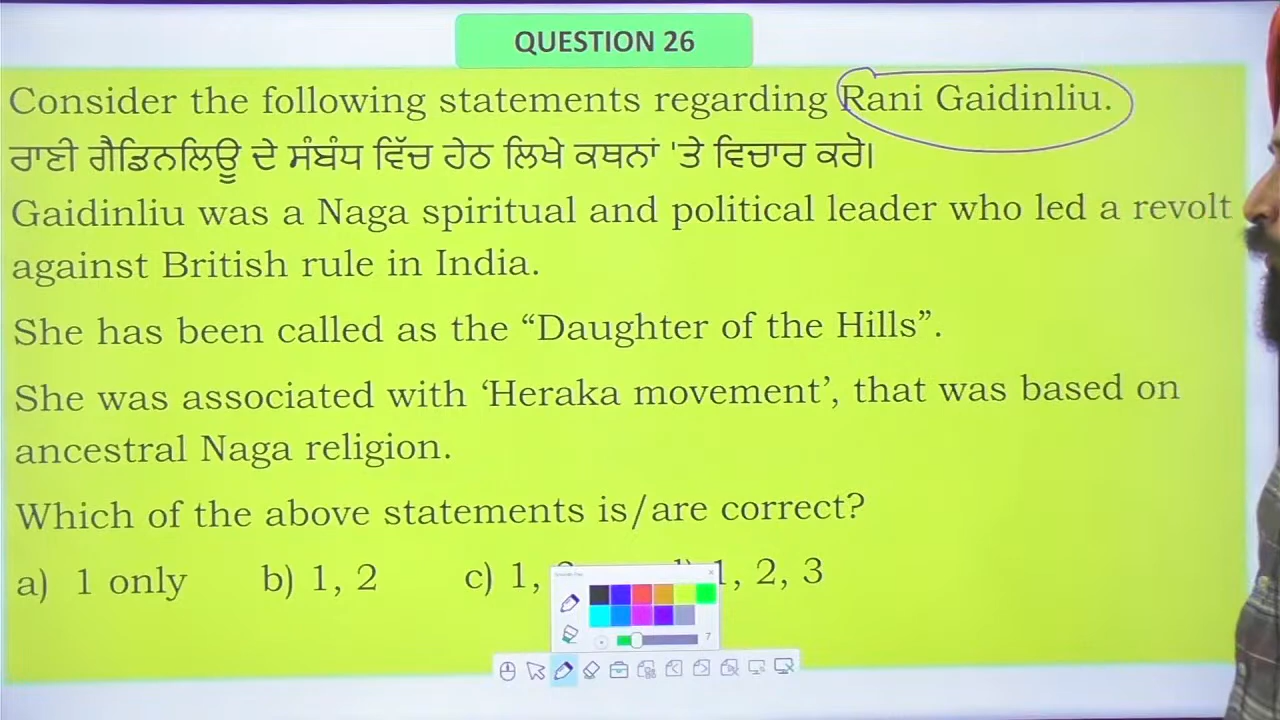 QUESTION 26
Consider the following statements regarding Rani Gaidinliu.
ਰਾਣੀ ਗੈਡਿਨਲਿਊ ਦੇ ਸੰਬੰਧ ਵਿੱਚ ਹੇਠ ਲਿਖੇ ਕਥਨਾਂ 'ਤੇ ਵਿਚਾਰ ਕਰੋ।
Gaidinliu was a Naga spiritual and political leader who led a revolt
against British rule in India.
She has been called as the “Daughter of the Hills”.
She was associated with ‘Heraka movement’, that was based on
ancestral Naga religion.
Which of the above statements is/are correct?
a) 1 only b) 1, 2 c) 1, 1, 2, 3
7